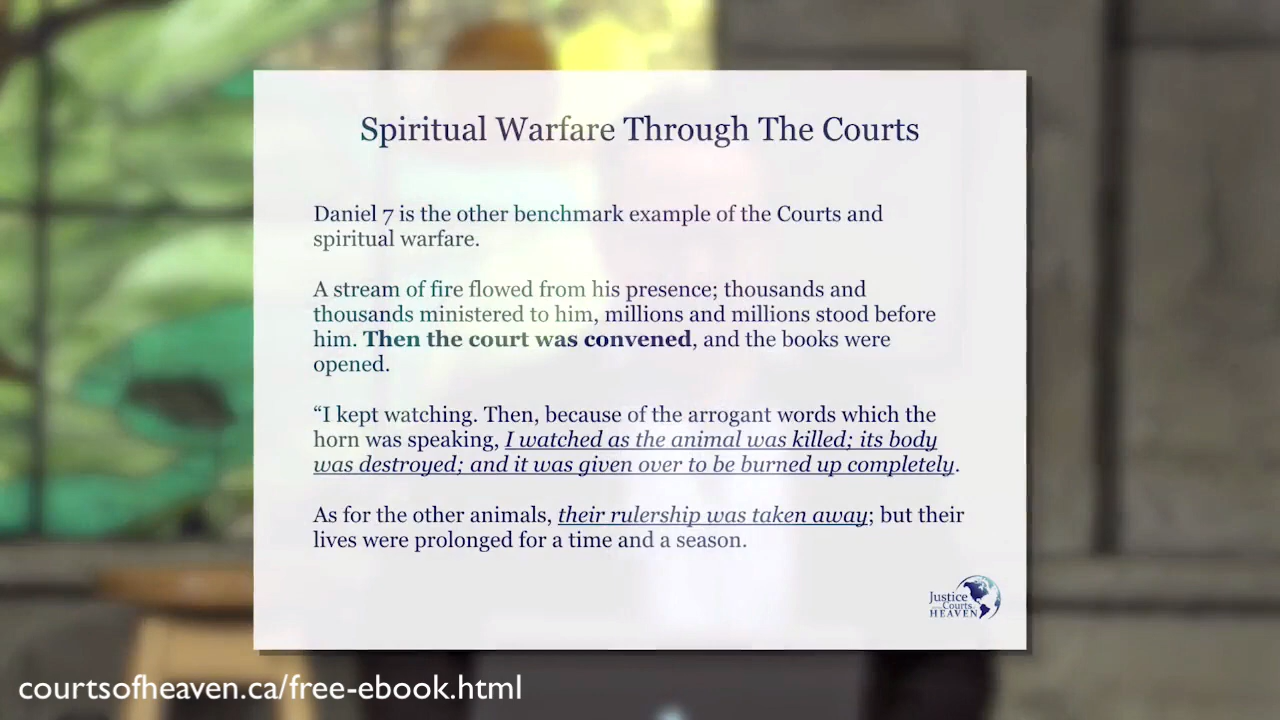 Spiritual Warfare Through The Courts
Daniel 7 is the other benchmark example of the Courts and
spiritual warfare.
A stream of fire flowed from his presence; thousands and
thousands ministered to him, millions and millions stood before
him. Then the court was convened, and the books were
opened.
“I kept watching. Then, because of the arrogant words which the
horn was speaking, I watched as the animal was killed; its body
was destroyed; and it was given over to be burned up completely.
As for the other animals, their rulership was taken away; but their
lives were prolonged for a time and a season.
Justice
Courts
HEAVEN
courtsofheaven.ca/free-ebook.html